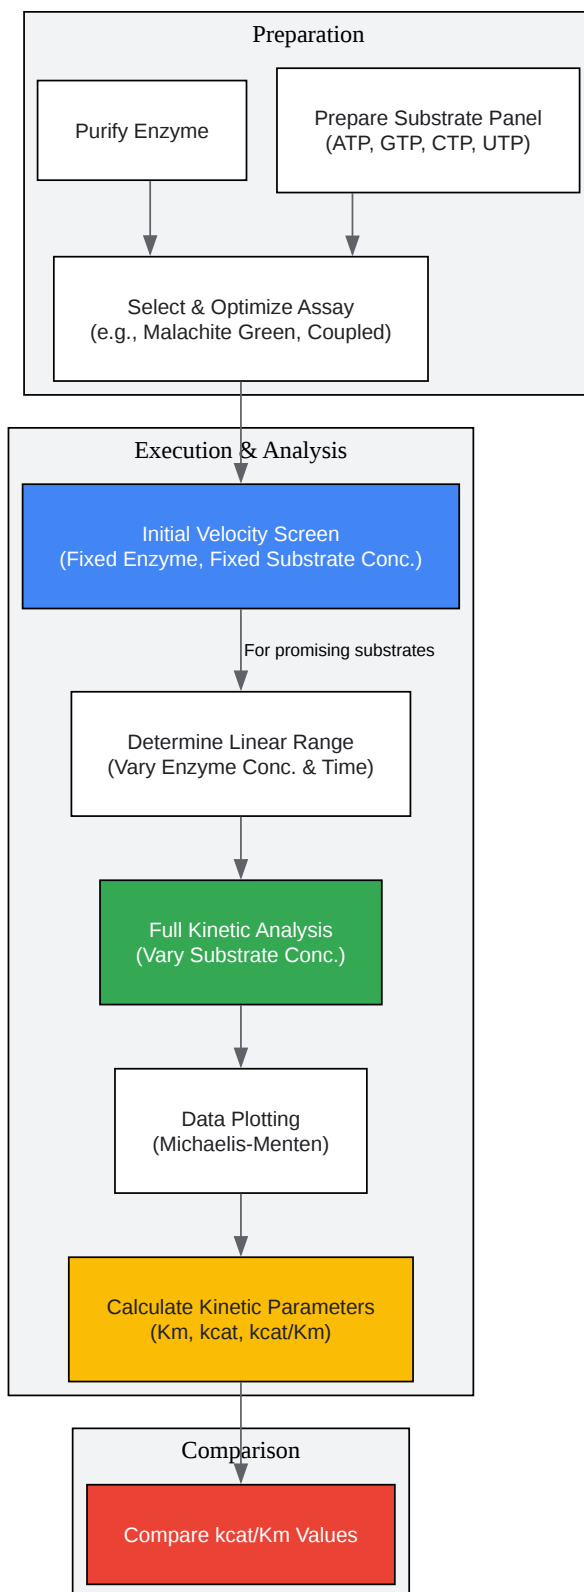 Preparation
Purify Enzyme
Prepare Substrate Panel
(ATP, GTP, CTP, UTP)
Select & Optimize Assay
(e.g., Malachite Green, Coupled)
Execution & Analysis
Initial Velocity Screen
(Fixed Enzyme, Fixed Substrate Conc.)
For promising substrates
Determine Linear Range
(Vary Enzyme Conc. & Time)
Full Kinetic Analysis
(Vary Substrate Conc.)
Data Plotting
(Michaelis-Menten)
Calculate Kinetic Parameters
(Km, kcat, kcat/Km)
Comparison
Compare kcat/Km Values